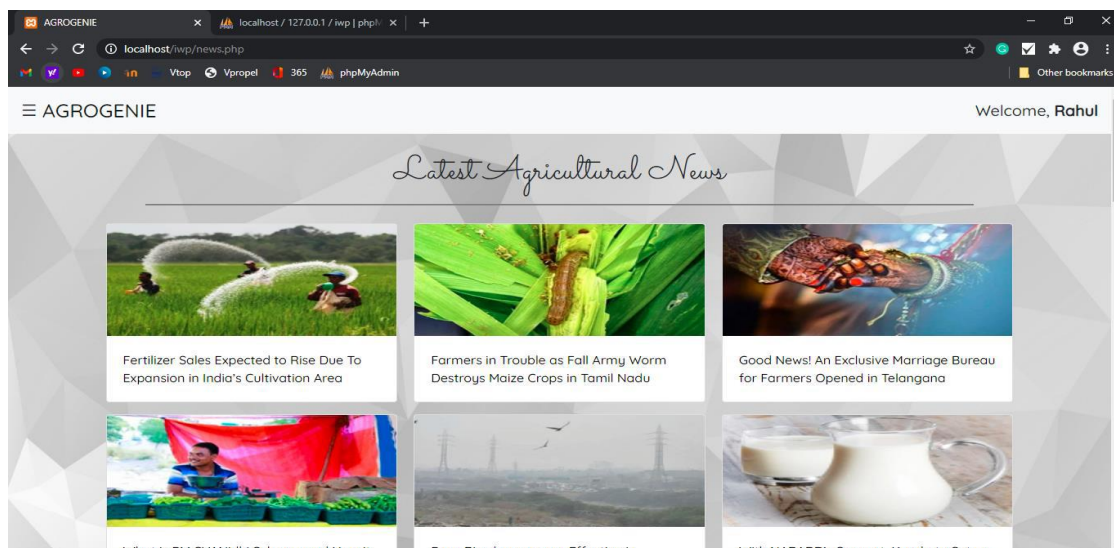 AGROGENIE
localhost / 127.0.0.1 / iwp | phpM
localhost/iwp/news.php
Vtop
Vpropel
365
phpMyAdmin
Other bookmarks
☰ AGROGENIE
Welcome, Rahul
Latest Agricultural News
Fertilizer Sales Expected to Rise Due To
Expansion in India's Cultivation Area
Farmers in Trouble as Fall Army Worm
Destroys Maize Crops in Tamil Nadu
Good News! An Exclusive Marriage Bureau
for Farmers Opened in Telangana